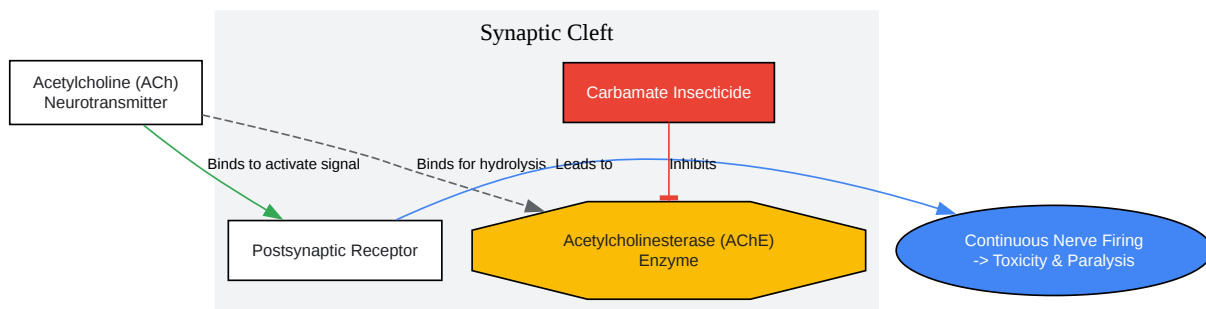 Synaptic Cleft
Acetylcholine (ACh)
Neurotransmitter
Carbamate Insecticide
Binds to activate signal
Binds for hydrolysis
Leads to
Inhibits
Postsynaptic Receptor
Acetylcholinesterase (AChE)
Enzyme
Continuous Nerve Firing
-> Toxicity & Paralysis